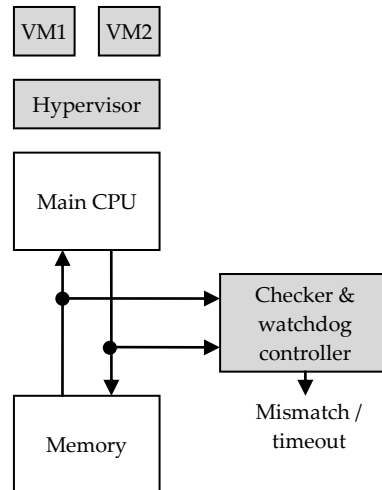 VM1 VM2
Hypervisor
Main CPU
Checker &
watchdog
controller
Mismatch /
timeout
Memory